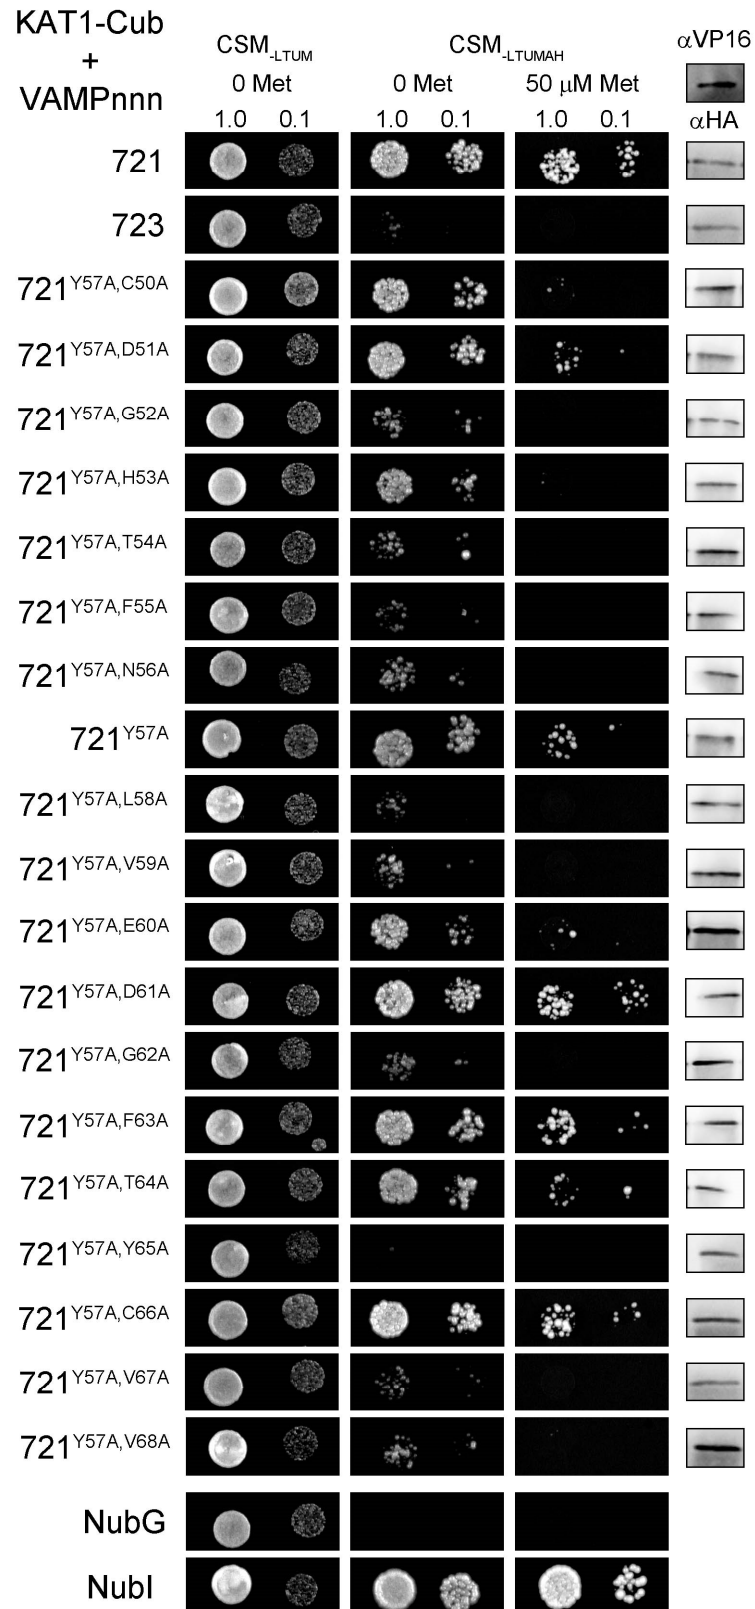 KAT1-Cub
+
VAMPnnn
CSM-LTUM
CSM-LTUMAH
αVP16
0 Met
0 Met
50 µM Met
1.0 0.1
1.0 0.1
1.0 0.1
αHA
721
723
721Y57A,C50A
721Y57A,D51A
721Y57A,G52A
721Y57A,H53A
721Y57A,T54A
721Y57A,F55A
721Y57A,N56A
721Y57A
721Y57A,L58A
721Y57A,V59A
721Y57A,E60A
721Y57A,D61A
721Y57A,G62A
721Y57A,F63A
721Y57A,T64A
721Y57A,Y65A
721Y57A,C66A
721Y57A,V67A
721Y57A,V68A
NubG
NubI